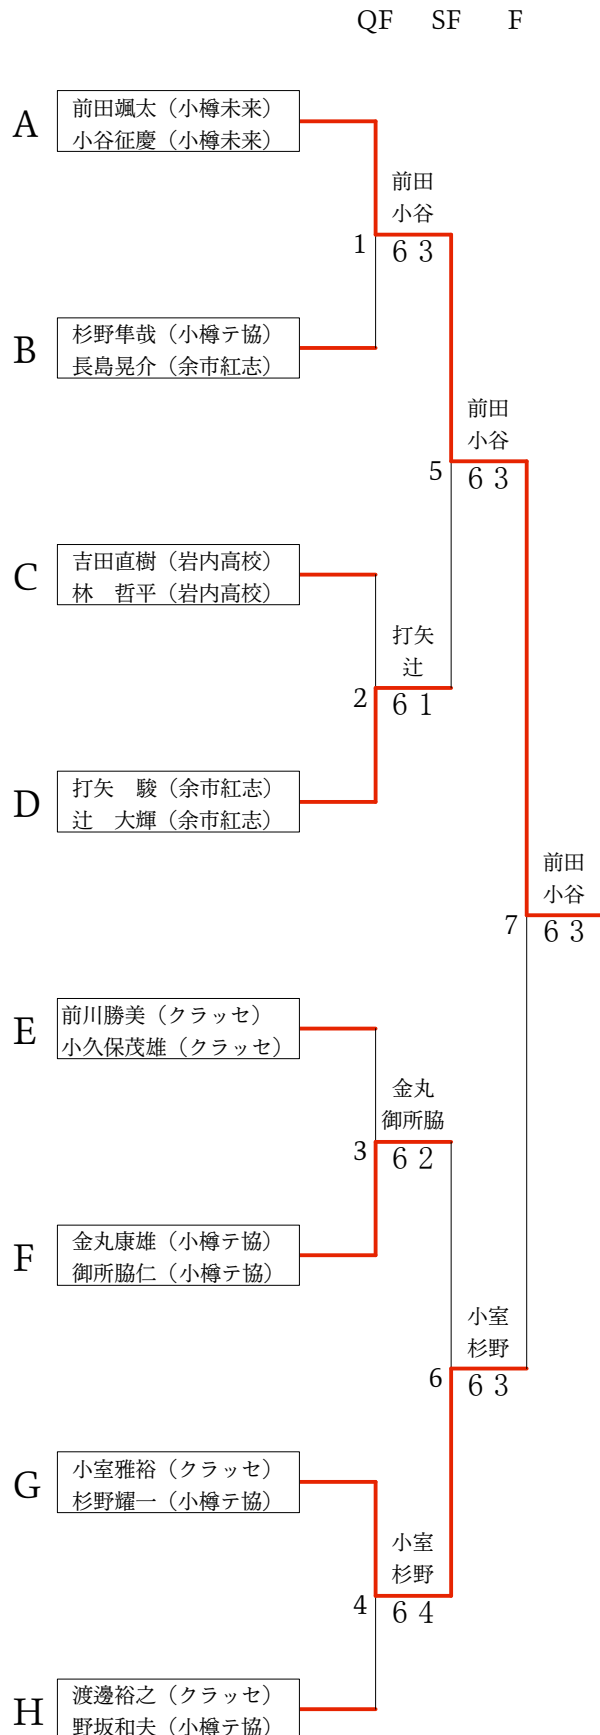 QF SF F
A
前田颯太（小樽未来）
小谷征慶（小樽未来）
前田
小谷
1
6 3
B
杉野隼哉（小樽テ協）
長島晃介（余市紅志）
前田
小谷
5
6 3
C
吉田直樹（岩内高校）
林　哲平（岩内高校）
打矢
辻
2
6 1
D
打矢　駿（余市紅志）
辻　大輝（余市紅志）
前田
小谷
7
6 3
E
前川勝美（クラッセ）
小久保茂雄（クラッセ）
金丸
御所脇
3
6 2
F
金丸康雄（小樽テ協）
御所脇仁（小樽テ協）
小室
杉野
6
6 3
G
小室雅裕（クラッセ）
杉野耀一（小樽テ協）
小室
杉野
4
6 4
H
渡邊裕之（クラッセ）
野坂和夫（小樽テ協）